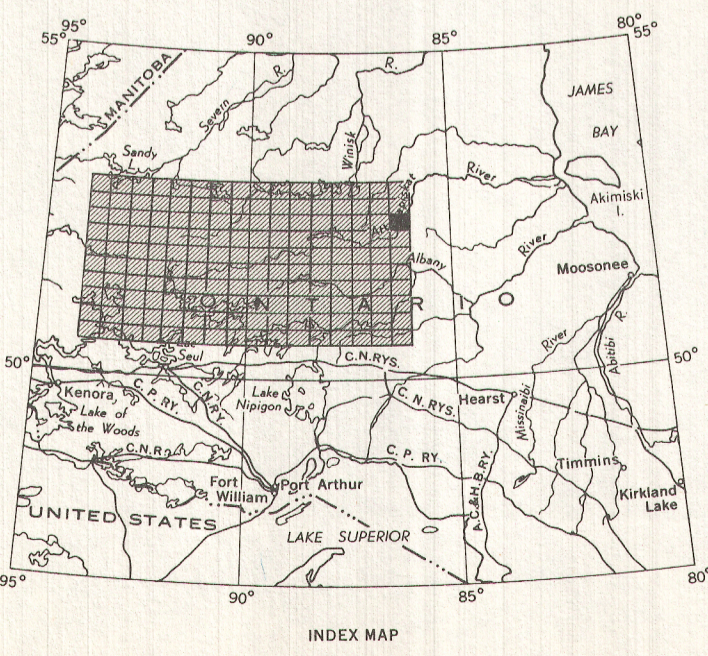 95°
55°
90°
85°
80°
55°
MANITOBA
Severn
R.
R.
Winisk
JAMES
BAY
Sandy
L.
River
Akimiski
I.
River
Albany
Moosonee
O N T A R I O
River
Abitibi
R.
Lac
Seul
50°
C.N.RYS.
50°
Kenora
C.P.RY.
C.N.RY.
Lake
Nipigon
C.N.RYS.
Hearst
Missinaibi
Lake of
the Woods
C.N.R.
C.P. RY.
Timmins
Fort
William
Port Arthur
A.C.&H.B.RY.
Kirkland
Lake
UNITED STATES
LAKE SUPERIOR
95°
90°
85°
80°
INDEX MAP